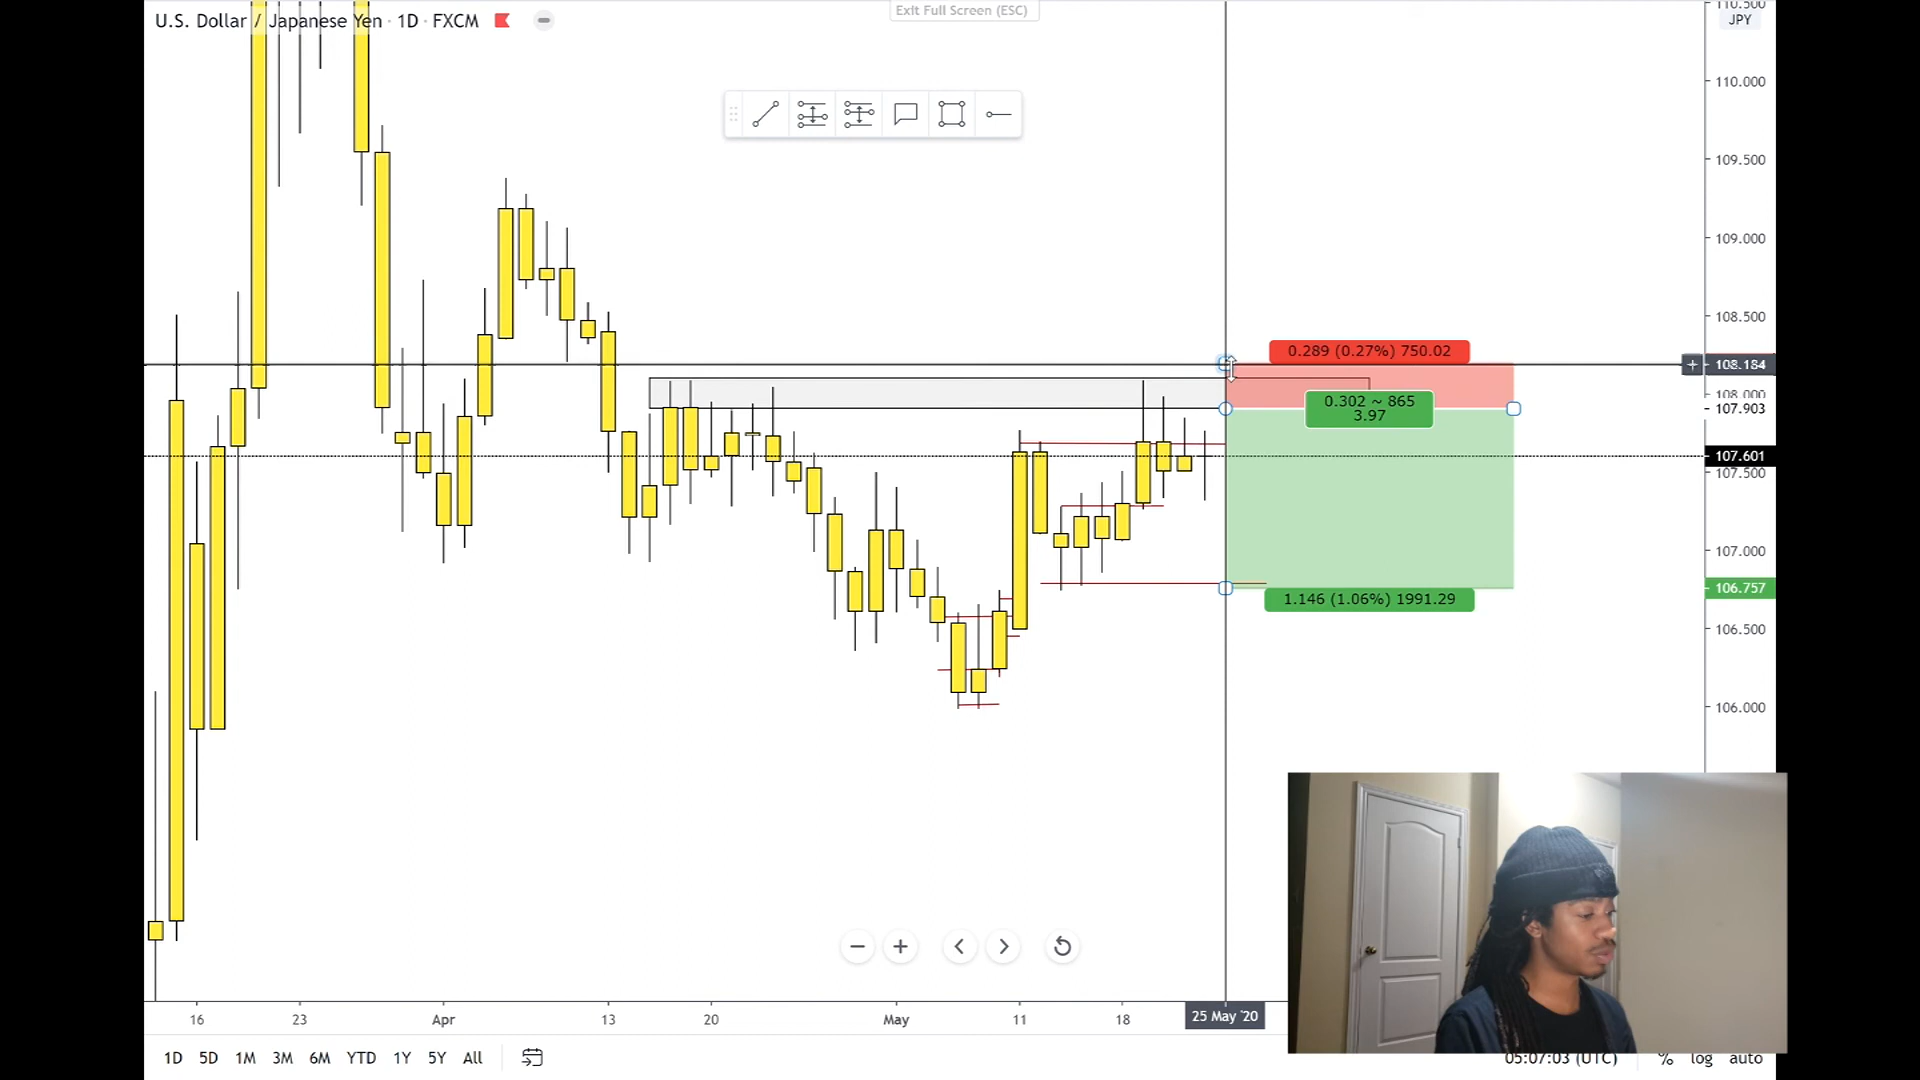 U.S. Dollar / Japanese Yen · 1D · FXCM
Exit Full Screen (ESC)
110.500
JPY
110.000
109.500
109.000
108.500
108.184
108.000
107.903
107.601
107.500
107.000
106.757
106.500
106.000
0.289 (0.27%) 750.02
0.302 ~ 865
3.97
1.146 (1.06%) 1991.29
16
23
Apr
13
20
May
11
18
25 May '20
1D 5D 1M 3M 6M YTD 1Y 5Y All
05:07:03 (UTC)
% log auto